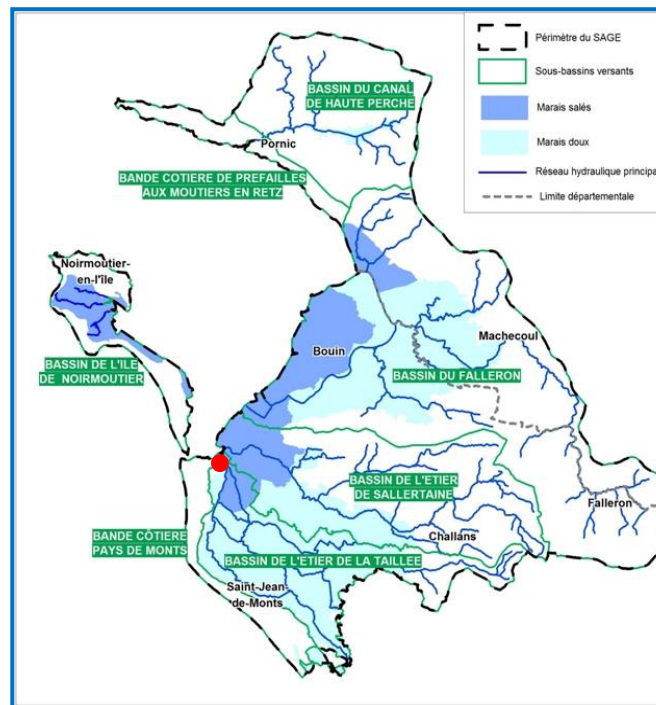 Périmètre du SAGE
Sous-bassins versants
Marais salés
Marais doux
Réseau hydraulique principal
Limite départementale
BASSIN DU CANAL
DE HAUTE PERCHE
Pornic
BANDE COTIERE DE PREFAILLES
AUX MOUTIERS EN RETZ
Noirmoutier-
en-l'île
Machecoul
Bouin
BASSIN DE L'ILE
DE NOIRMOUTIER
BASSIN DU FALLERON
BASSIN DE L'ETIER
DE SALLERTAINE
Falleron
BANDE CÔTIERE
PAYS DE MONTS
Challans
BASSIN DE L'ETIER DE LA TAILLEE
Saint-Jean-
de-Monts